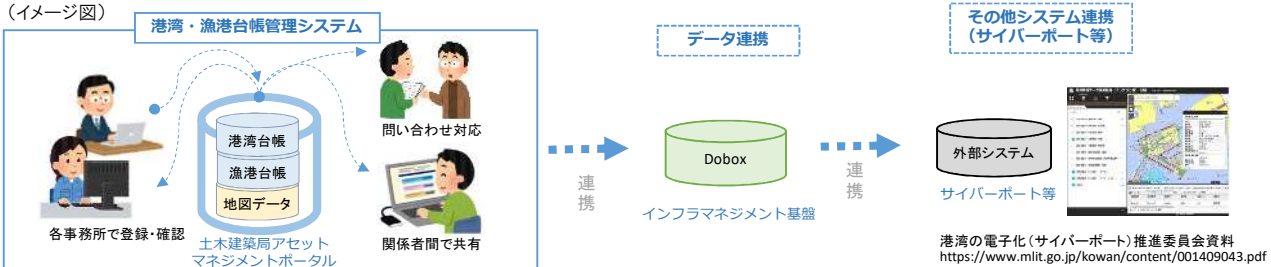 （イメージ図）
港湾・漁港台帳管理システム
港湾台帳
漁港台帳
地図データ
各事務所で登録・確認
土木建築局アセット
マネジメントポータル
問い合わせ対応
関係者間で共有
連携
データ連携
Dobox
インフラマネジメント基盤
連携
その他システム連携
（サイバーポート等）
外部システム
サイバーポート等
港湾の電子化（サイバーポート）推進委員会資料
https://www.mlit.go.jp/kowan/content/001409043.pdf